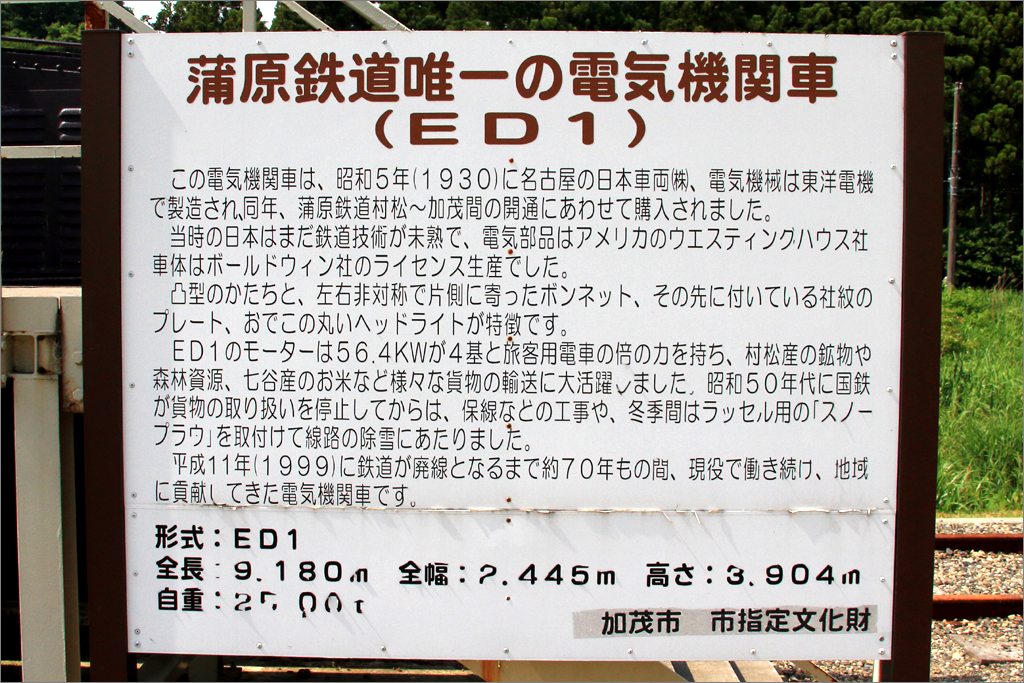 蒲原鉄道唯一の電気機関車
(ED1)
この電気機関車は、昭和5年(1930)に名古屋の日本車両㈱、電気機械は東洋電機
で製造され同年、蒲原鉄道村松～加茂間の開通にあわせて購入されました。
当時の日本はまだ鉄道技術が未熟で、電気部品はアメリカのウエスティングハウス社
車体はボールドウィン社のライセンス生産でした。
凸型のかたちと、左右非対称で片側に寄ったボンネット、その先に付いている社紋の
プレート、おでこの丸いヘッドライトが特徴です。
ED1のモーターは56.4KWが4基と旅客用電車の倍の力を持ち、村松産の鉱物や
森林資源、七谷産のお米など様々な貨物の輸送に大活躍しました。昭和50年代に国鉄
が貨物の取り扱いを停止してからは、保線などの工事や、冬季間はラッセル用の「スノー
プラウ」を取付けて線路の除雪にあたりました。
平成11年(1999)に鉄道が廃線となるまで約70年もの間、現役で働き続け、地域
に貢献してきた電気機関車です。
形式：ED1
全長：9.180m 全幅：2.445m 高さ：3.904m
自重：25.00t
加茂市 市指定文化財